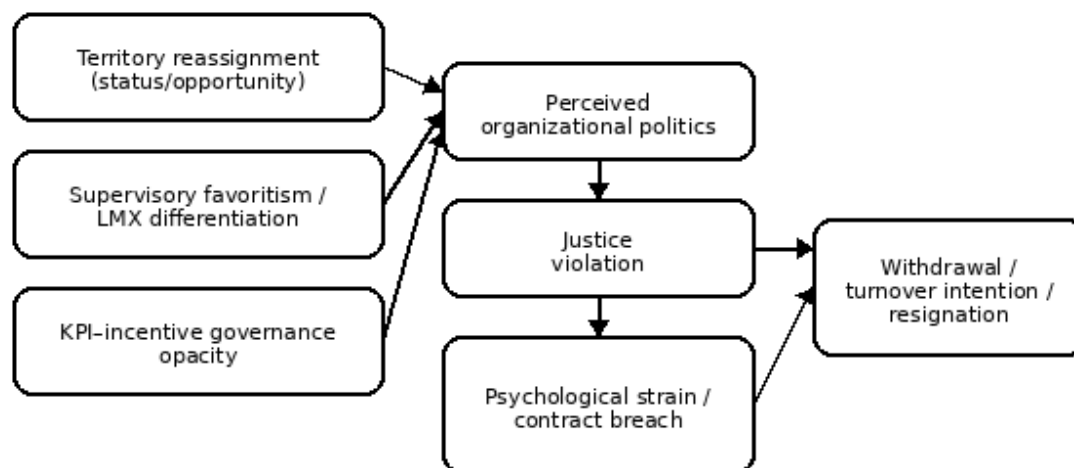 Territory reassignment
(status/opportunity)
Supervisory favoritism /
LMX differentiation
KPI–incentive governance
opacity
Perceived
organizational politics
Justice
violation
Psychological strain /
contract breach
Withdrawal /
turnover intention /
resignation